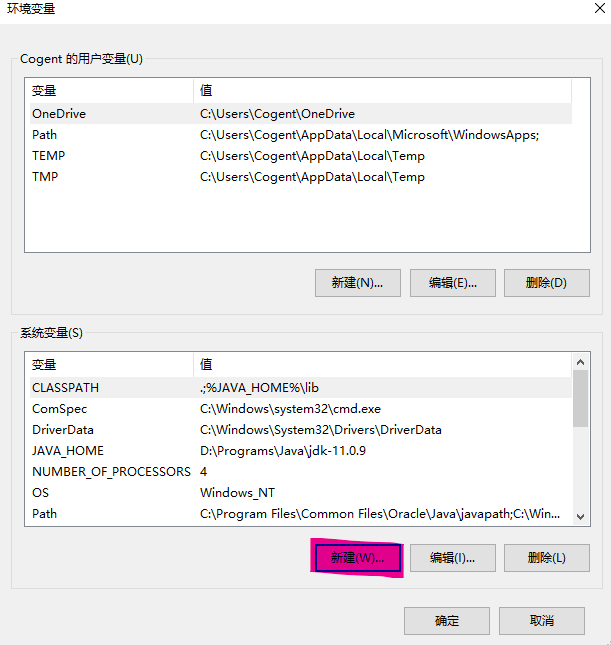 环境变量
Cogent 的用户变量(U)
变量 值
OneDrive C:\Users\Cogent\OneDrive
Path C:\Users\Cogent\AppData\Local\Microsoft\WindowsApps;
TEMP C:\Users\Cogent\AppData\Local\Temp
TMP C:\Users\Cogent\AppData\Local\Temp
新建(N)... 编辑(E)... 删除(D)
系统变量(S)
变量 值
CLASSPATH .;%JAVA_HOME%\lib
ComSpec C:\Windows\system32\cmd.exe
DriverData C:\Windows\System32\Drivers\DriverData
JAVA_HOME D:\Programs\Java\jdk-11.0.9
NUMBER_OF_PROCESSORS 4
OS Windows_NT
Path C:\Program Files\Common Files\Oracle\Java\javapath;C:\Win...
新建(W)... 编辑(I)... 删除(L)
确定 取消